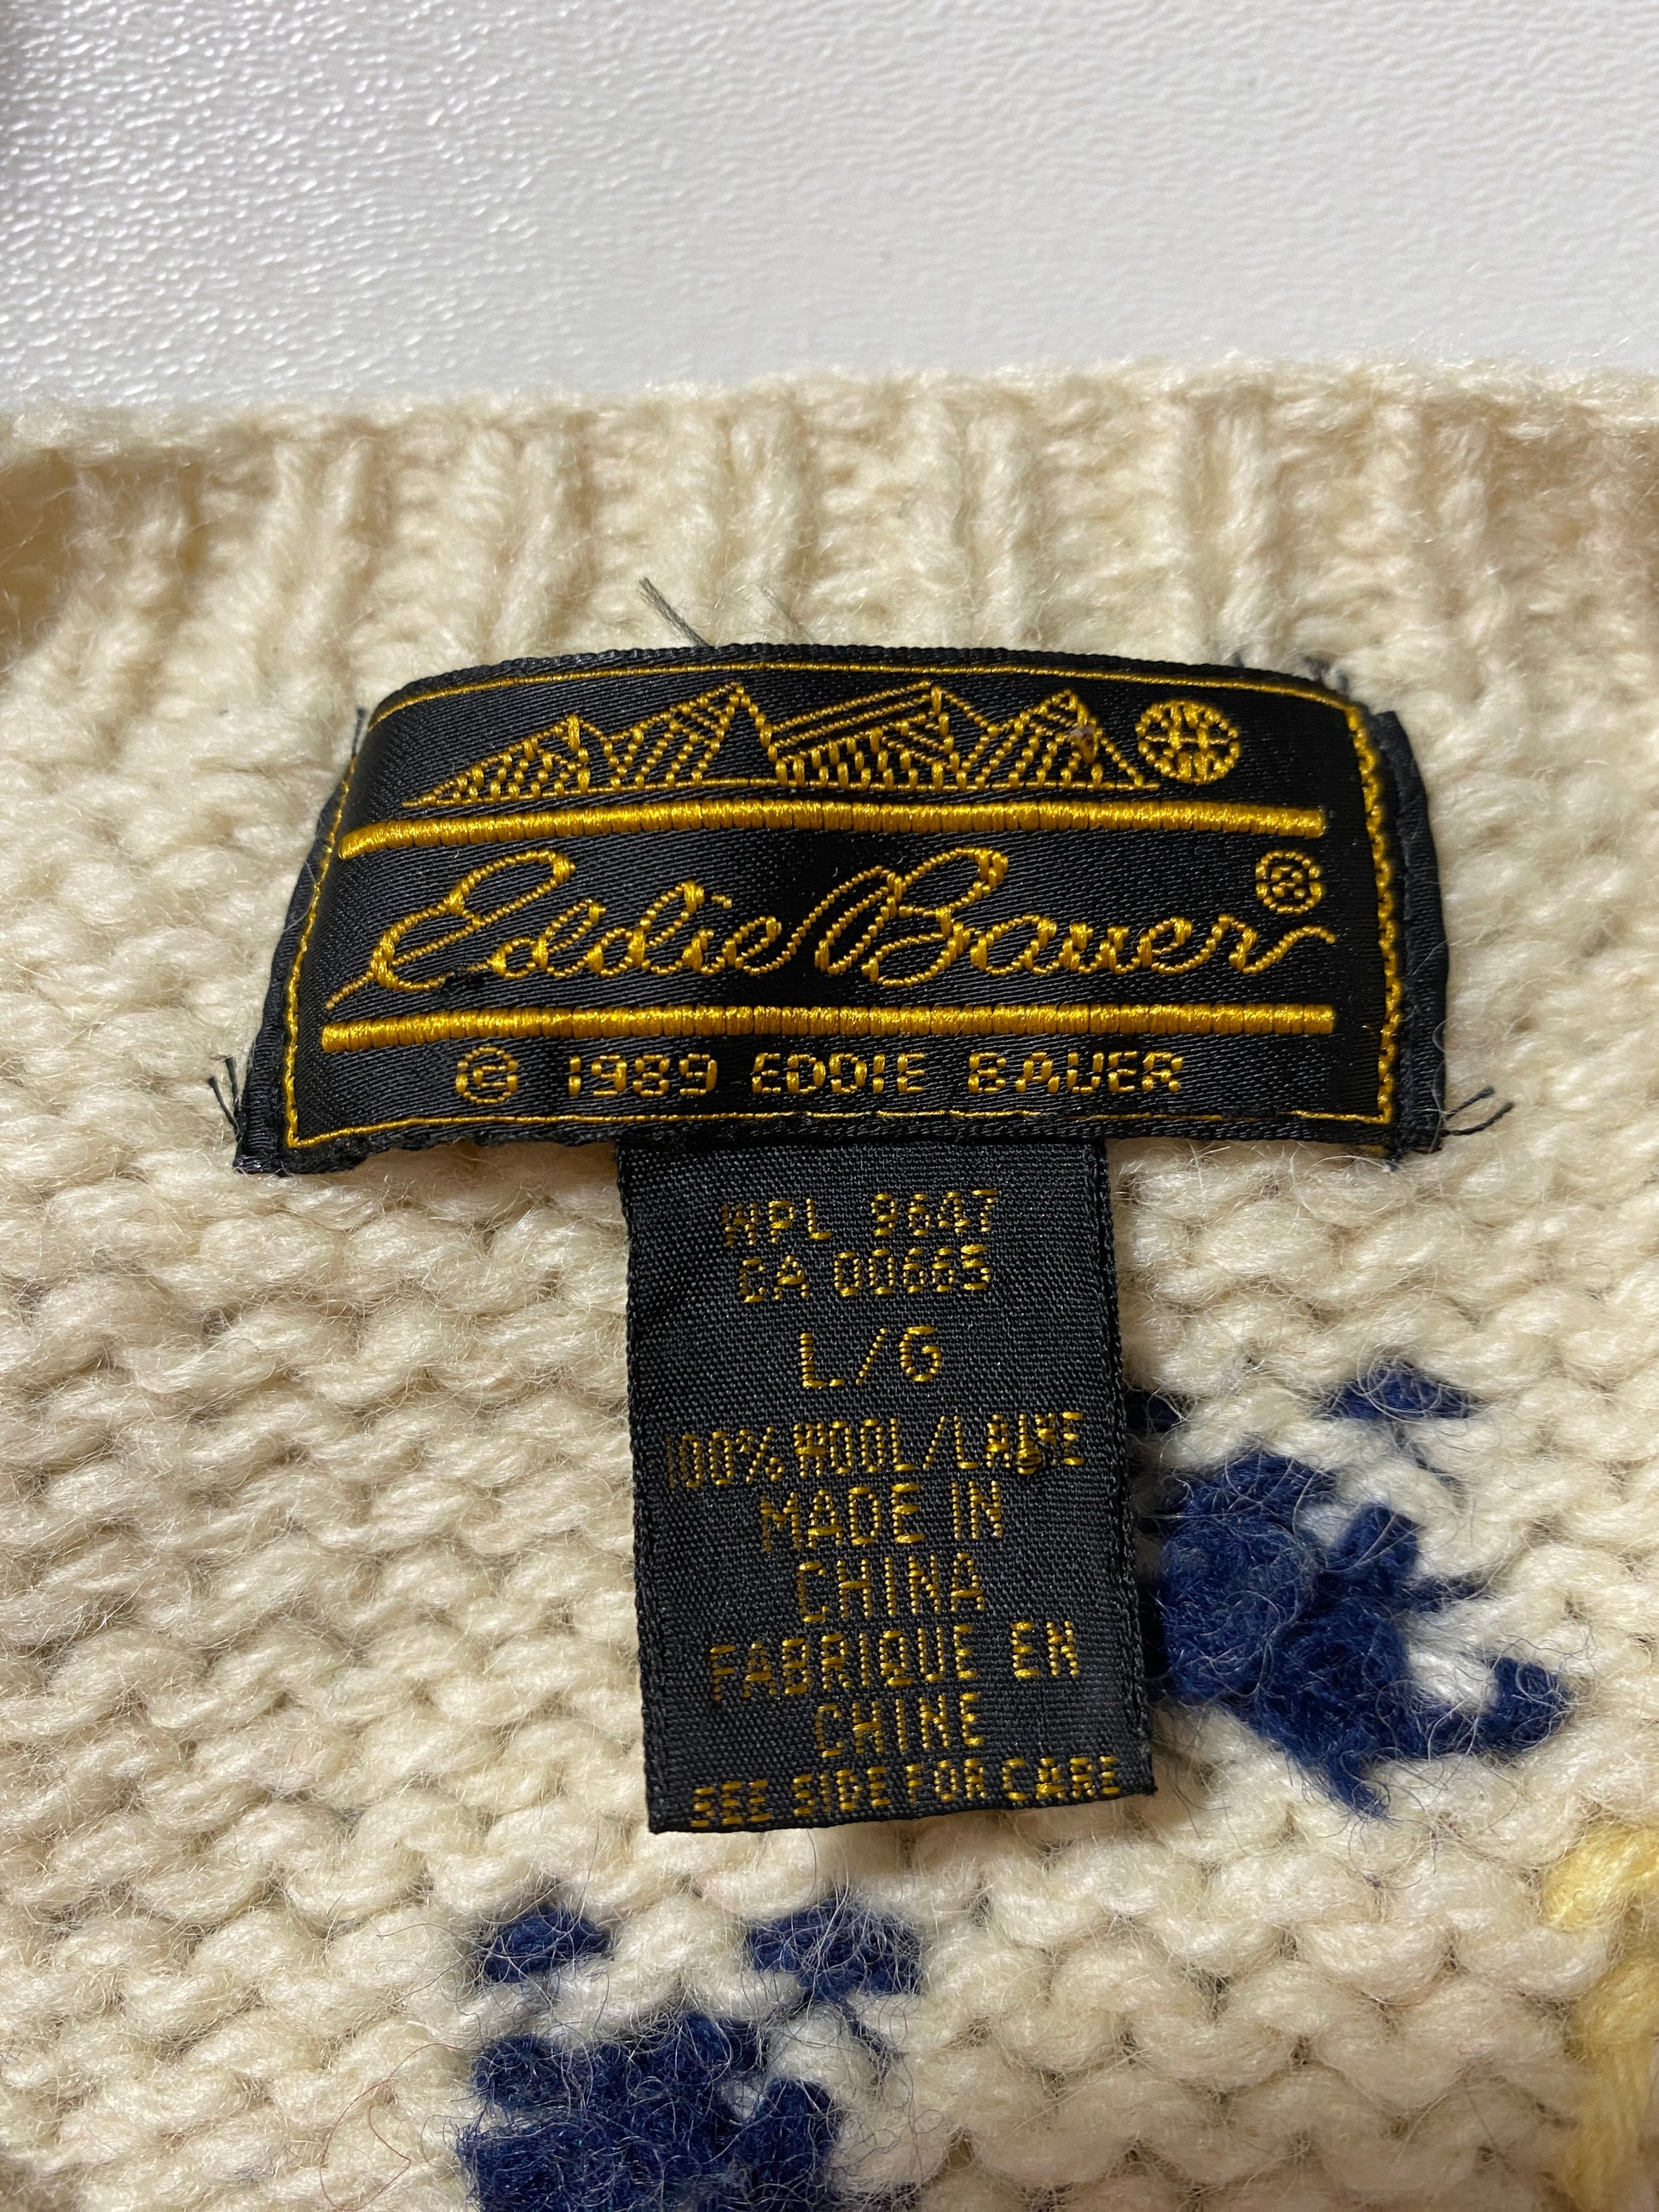 Eddie Bauer®
© 1989 EDDIE BAUER
WPL 9647
CA 00665
L/G
100% WOOL/LAINE
MADE IN
CHINA
FABRIQUE EN
CHINE
SEE SIDE FOR CARE